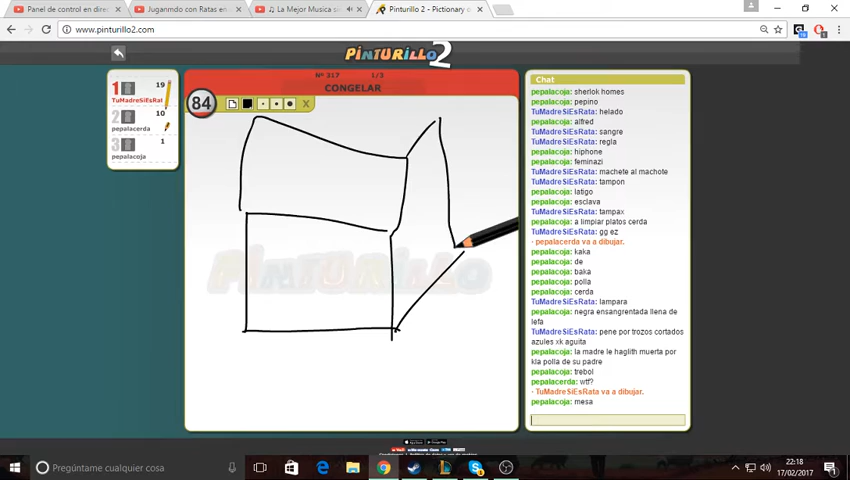 Panel de control en direc
Jugando con Ratas en
La Mejor Musica s
Pinturillo 2 - Pictionary o
www.pinturillo2.com
PINTURILLO 2
Nº 317 1/3
CONGELAR
84
1 19
TuMadreSiEsRat
2 10
pepalacerda
3 1
pepalacoja
PINTURILLO
Chat
pepalacoja: sherlok homes
pepalacoja: pepino
TuMadreSiEsRata: helado
pepalacoja: alfred
TuMadreSiEsRata: sangre
TuMadreSiEsRata: regla
pepalacoja: hiphone
pepalacoja: feminazi
TuMadreSiEsRata: machete al machote
TuMadreSiEsRata: tampon
pepalacoja: latigo
pepalacoja: esclava
TuMadreSiEsRata: tampax
pepalacoja: a limpiar platos cerda
TuMadreSiEsRata: gg ez
· pepalacerda va a dibujar.
pepalacoja: kaka
pepalacoja: de
pepalacoja: baka
pepalacoja: polla
pepalacoja: cerda
TuMadreSiEsRata: lampara
pepalacoja: negra ensangrentada llena de
lefa
TuMadreSiEsRata: pene por trozos cortados
azules xk aguita
pepalacoja: la madre le haglith muerta por
kla polla de su padre
pepalacoja: trebol
pepalacerda: wtf?
· TuMadreSiEsRata va a dibujar.
pepalacoja: mesa
Pregúntame cualquier cosa
22:18
17/02/2017